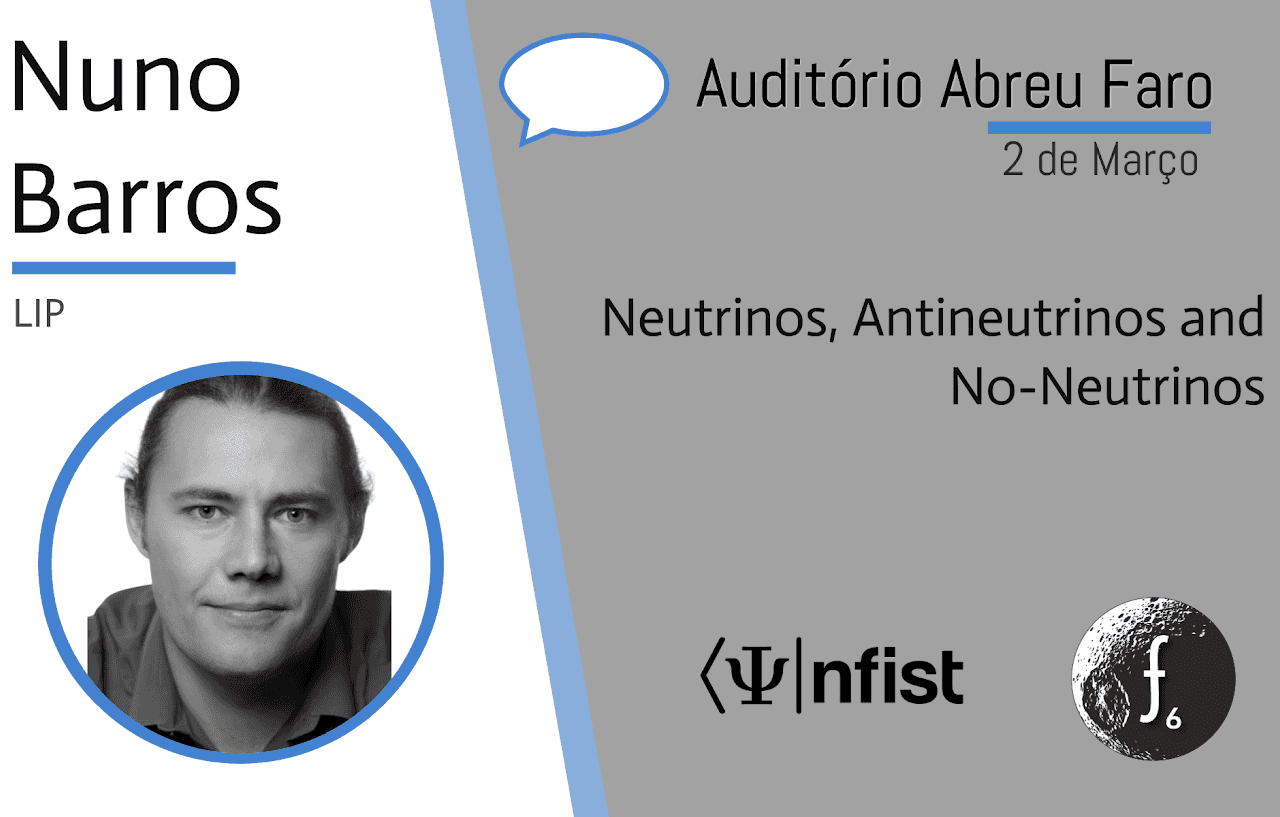 Nuno
Barros
LIP
Auditório Abreu Faro
2 de Março
Neutrinos, Antineutrinos and
No-Neutrinos
⟨Ψ|nfist
f6